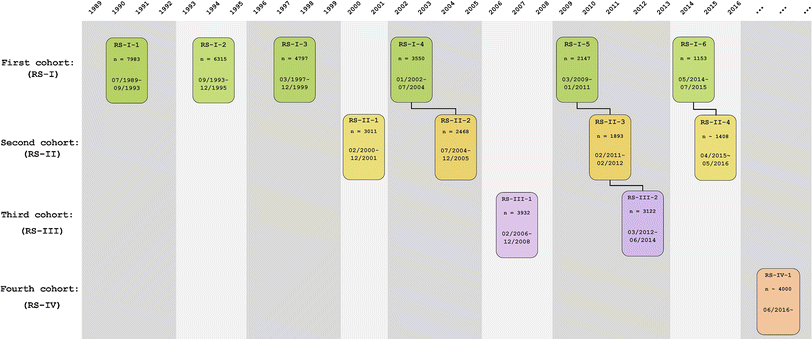 1989 1990 1991 1992 1993 1994 1995 1996 1997 1998 1999 2000 2001 2002 2003 2004 2005 2006 2007 2008 2009 2010 2011 2012 2013 2014 2015 2016 ... ... ...
First cohort:
(RS-I)
RS-I-1
n = 7983
07/1989-
09/1993
RS-I-2
n = 6315
09/1993-
12/1995
RS-I-3
n = 4797
03/1997-
12/1999
RS-I-4
n = 3550
01/2002-
07/2004
RS-I-5
n = 2147
03/2009-
01/2011
RS-I-6
n = 1153
05/2014-
07/2015
Second cohort:
(RS-II)
RS-II-1
n = 3011
02/2000-
12/2001
RS-II-2
n = 2468
07/2004-
12/2005
RS-II-3
n = 1893
02/2011-
02/2012
RS-II-4
n ~ 1408
04/2015-
05/2016
Third cohort:
(RS-III)
RS-III-1
n = 3932
02/2006-
12/2008
RS-III-2
n = 3122
03/2012-
06/2014
Fourth cohort:
(RS-IV)
RS-IV-1
n ~ 4000
06/2016-